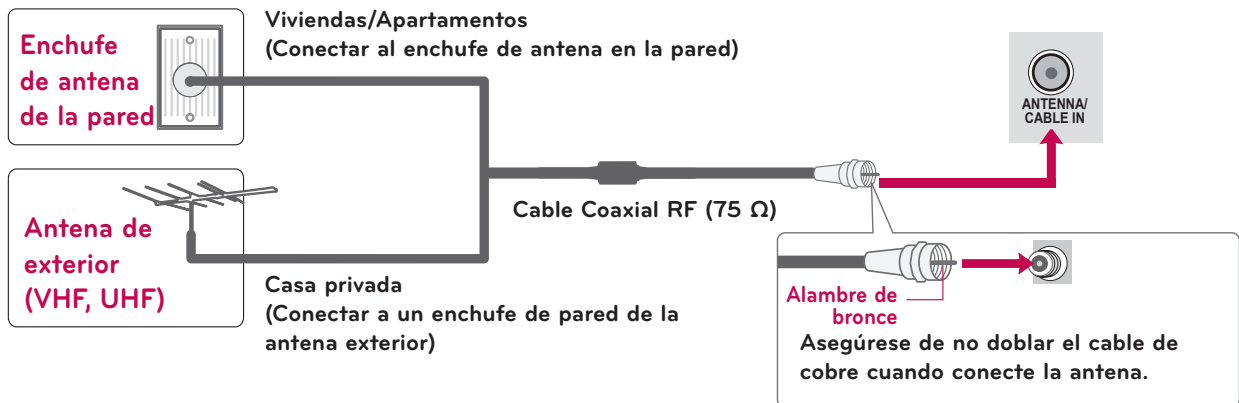 Enchufe
de antena
de la pared
Viviendas/Apartamentos
(Conectar al enchufe de antena en la pared)
ANTENNA/
CABLE IN
Antena de
exterior
(VHF, UHF)
Cable Coaxial RF (75 Ω)
Casa privada
(Conectar a un enchufe de pared de la
antena exterior)
Alambre de
bronce
Asegúrese de no doblar el cable de
cobre cuando conecte la antena.